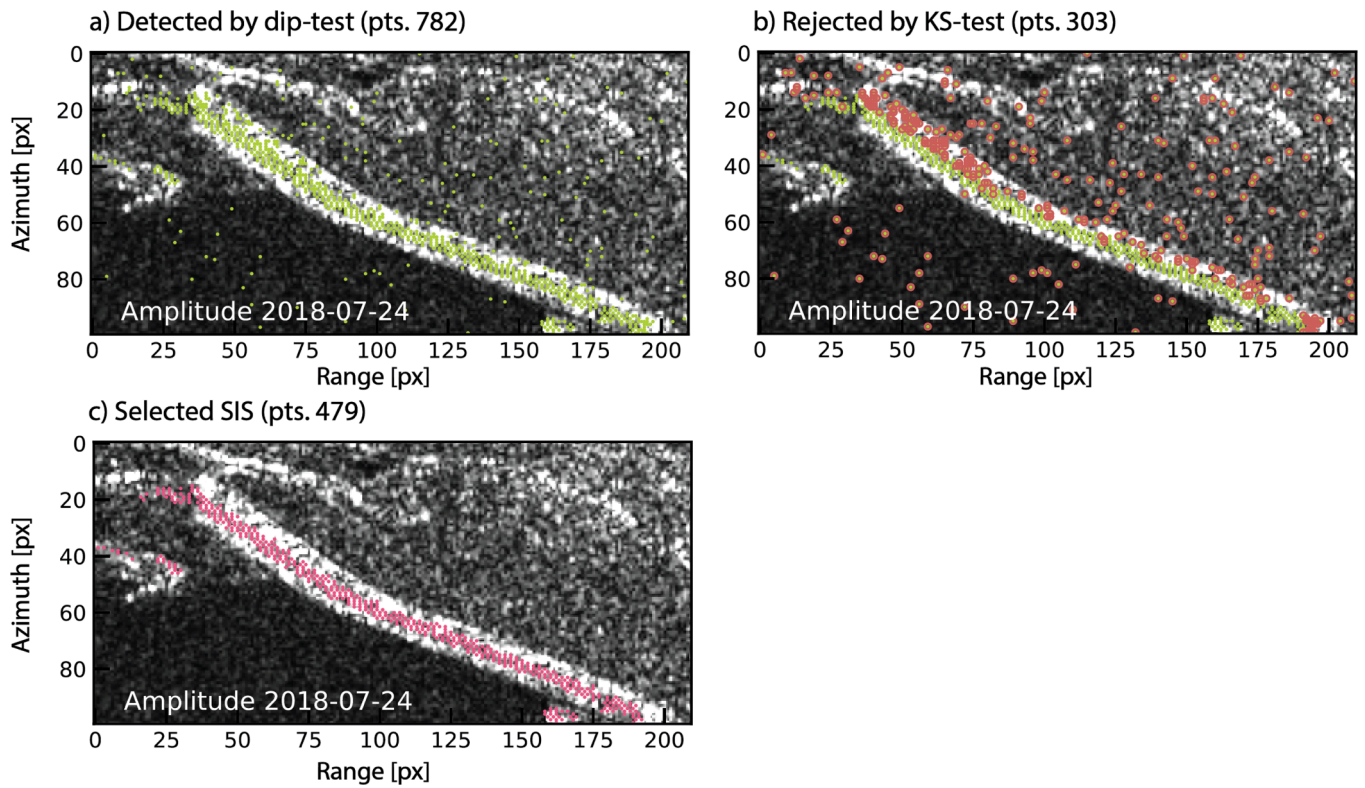 a) Detected by dip-test (pts. 782)
b) Rejected by KS-test (pts. 303)
0
20
40
60
80
Azimuth [px]
Amplitude 2018-07-24
0 25 50 75 100 125 150 175 200
Range [px]
0
20
40
60
80
Amplitude 2018-07-24
0 25 50 75 100 125 150 175 200
Range [px]
c) Selected SIS (pts. 479)
0
20
40
60
80
Azimuth [px]
Amplitude 2018-07-24
0 25 50 75 100 125 150 175 200
Range [px]